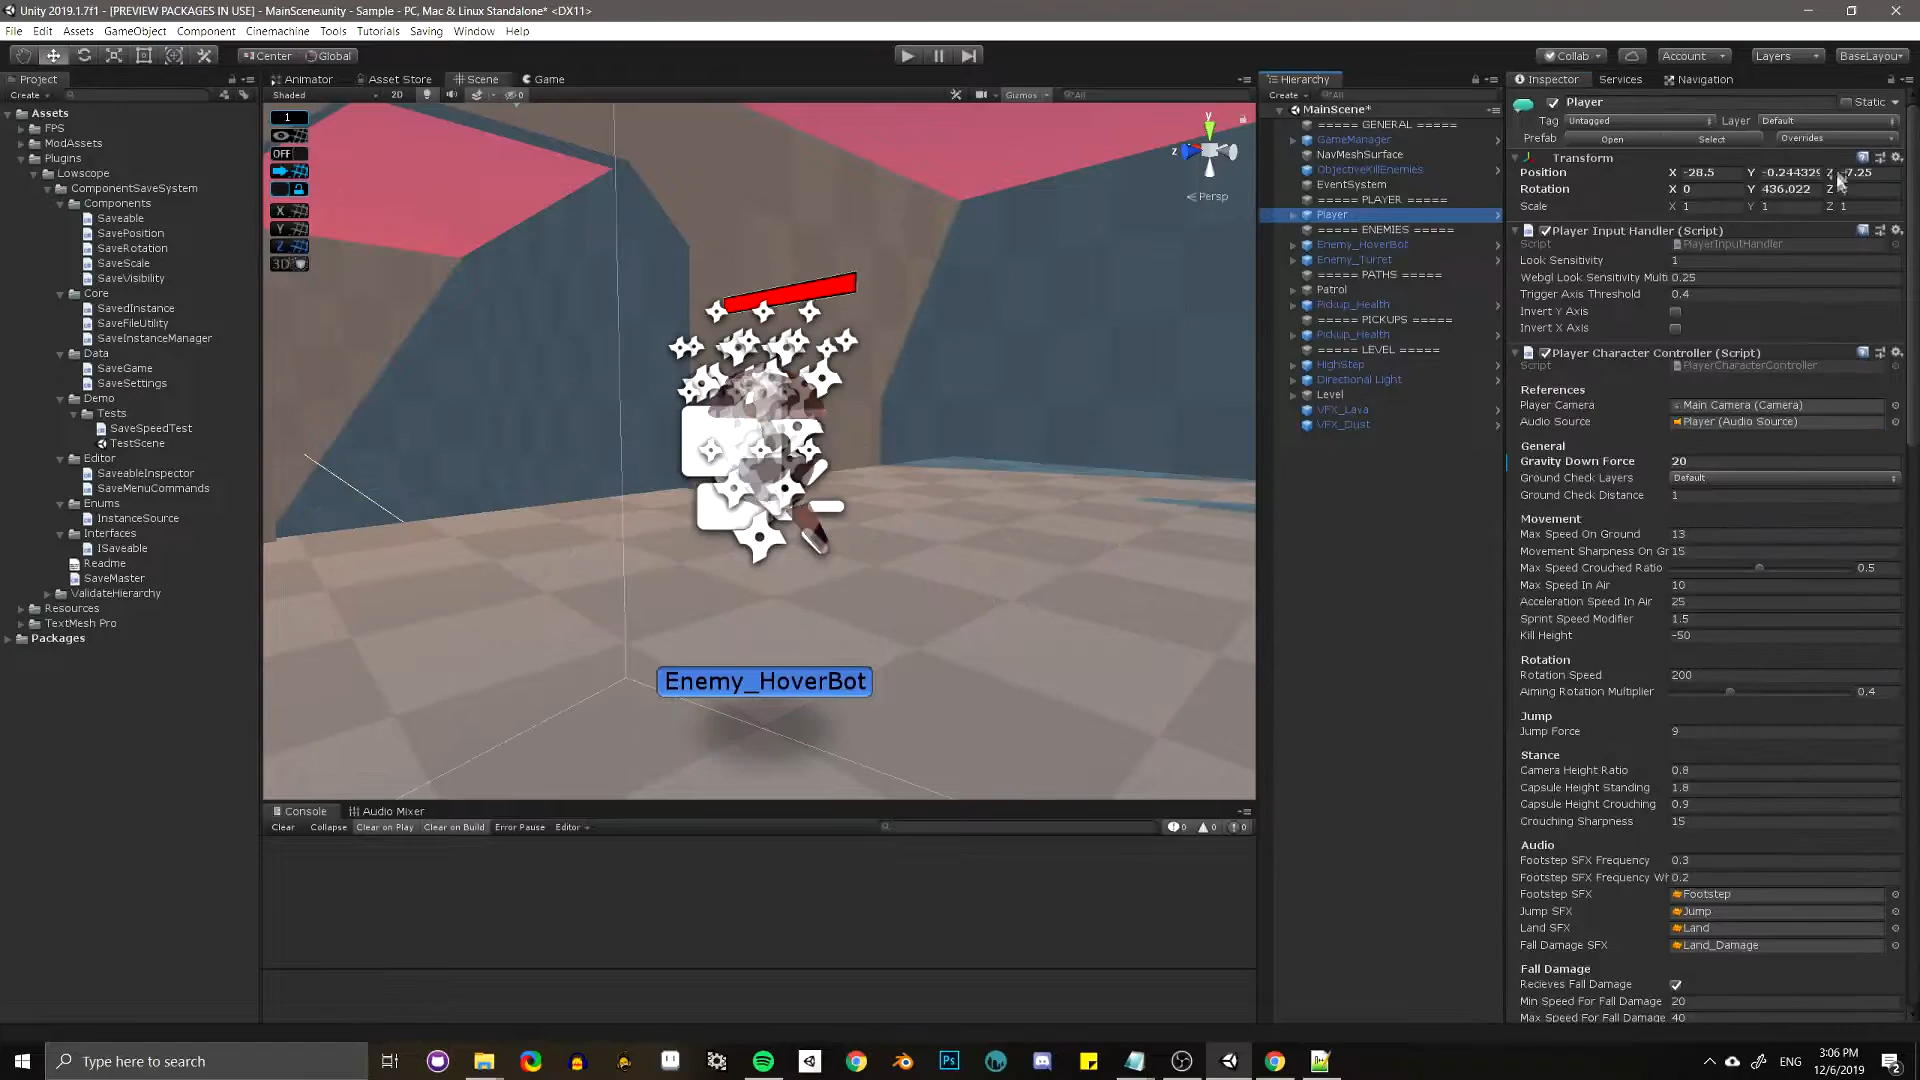 Unity 2019.1.7f1 - [PREVIEW PACKAGES IN USE] - MainScene.unity - Sample - PC, Mac & Linux Standalone* <DX11>
File Edit Assets GameObject Component Cinemachine Tools Tutorials Saving Window Help
Center Global Collab Account Layers BaseLayou
Project
Create
Assets
FPS
ModAssets
Plugins
Lowscope
ComponentSaveSystem
Components
Saveable
SavePosition
SaveRotation
SaveScale
SaveVisibility
Core
SavedInstance
SaveFileUtility
SaveInstanceManager
Data
SaveGame
SaveSettings
Demo
Tests
SaveSpeedTest
TestScene
Editor
SaveableInspector
SaveMenuCommands
Enums
InstanceSource
Interfaces
ISaveable
Readme
SaveMaster
ValidateHierarchy
Resources
TextMesh Pro
Packages
Animator Asset Store Scene Game
Shaded 2D 0 Gizmos All
1
OFF
X
Y
Z
3D
y
z
Persp
Enemy_HoverBot
Console Audio Mixer
Clear Collapse Clear on Play Clear on Build Error Pause Editor 0 0 0
Hierarchy
Create All
MainScene*
===== GENERAL =====
GameManager
NavMeshSurface
ObjectiveKillEnemies
EventSystem
===== PLAYER =====
Player
===== ENEMIES =====
Enemy_HoverBot
Enemy_Turret
===== PATHS =====
Patrol
Pickup_Health
===== PICKUPS =====
Pickup_Health
===== LEVEL =====
HighStep
Directional Light
Level
VFX_Lava
VFX_Dust
Inspector Services Navigation
Player Static
Tag Untagged Layer Default
Prefab Open Select Overrides
Transform
Position X -28.5 Y -0.244329 Z -7.25
Rotation X 0 Y 436.022 Z
Scale X 1 Y 1 Z 1
Player Input Handler (Script)
Script PlayerInputHandler
Look Sensitivity 1
Webgl Look Sensitivity Multi 0.25
Trigger Axis Threshold 0.4
Invert Y Axis
Invert X Axis
Player Character Controller (Script)
Script PlayerCharacterController
References
Player Camera Main Camera (Camera)
Audio Source Player (Audio Source)
General
Gravity Down Force 20
Ground Check Layers Default
Ground Check Distance 1
Movement
Max Speed On Ground 13
Movement Sharpness On Gr 15
Max Speed Crouched Ratio 0.5
Max Speed In Air 10
Acceleration Speed In Air 25
Sprint Speed Modifier 1.5
Kill Height -50
Rotation
Rotation Speed 200
Aiming Rotation Multiplier 0.4
Jump
Jump Force 9
Stance
Camera Height Ratio 0.8
Capsule Height Standing 1.8
Capsule Height Crouching 0.9
Crouching Sharpness 15
Audio
Footstep SFX Frequency 0.3
Footstep SFX Frequency Wh 0.2
Footstep SFX Footstep
Jump SFX Jump
Land SFX Land
Fall Damage SFX Land_Damage
Fall Damage
Recieves Fall Damage
Min Speed For Fall Damage 20
Max Speed For Fall Damage 40
Type here to search
Ps
ENG
3:06 PM
12/6/2019
2